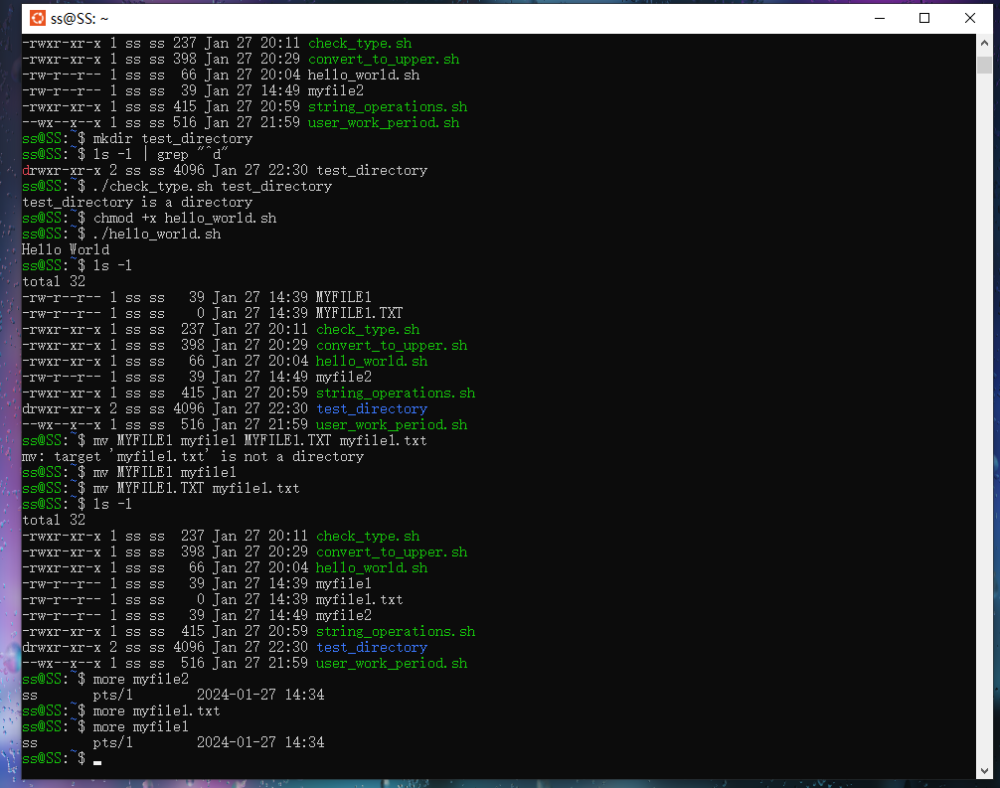 ss@SS: ~
-rwxr-xr-x 1 ss ss 237 Jan 27 20:11 check_type.sh
-rwxr-xr-x 1 ss ss 398 Jan 27 20:29 convert_to_upper.sh
-rw-r--r-- 1 ss ss  66 Jan 27 20:04 hello_world.sh
-rw-r--r-- 1 ss ss  39 Jan 27 14:49 myfile2
-rwxr-xr-x 1 ss ss 415 Jan 27 20:59 string_operations.sh
--wx--x--x 1 ss ss 516 Jan 27 21:59 user_work_period.sh
ss@SS:~$ mkdir test_directory
ss@SS:~$ ls -l | grep "^d"
drwxr-xr-x 2 ss ss 4096 Jan 27 22:30 test_directory
ss@SS:~$ ./check_type.sh test_directory
test_directory is a directory
ss@SS:~$ chmod +x hello_world.sh
ss@SS:~$ ./hello_world.sh
Hello World
ss@SS:~$ ls -l
total 32
-rw-r--r-- 1 ss ss   39 Jan 27 14:39 MYFILE1
-rw-r--r-- 1 ss ss    0 Jan 27 14:39 MYFILE1.TXT
-rwxr-xr-x 1 ss ss  237 Jan 27 20:11 check_type.sh
-rwxr-xr-x 1 ss ss  398 Jan 27 20:29 convert_to_upper.sh
-rwxr-xr-x 1 ss ss   66 Jan 27 20:04 hello_world.sh
-rw-r--r-- 1 ss ss   39 Jan 27 14:49 myfile2
-rwxr-xr-x 1 ss ss  415 Jan 27 20:59 string_operations.sh
drwxr-xr-x 2 ss ss 4096 Jan 27 22:30 test_directory
--wx--x--x 1 ss ss  516 Jan 27 21:59 user_work_period.sh
ss@SS:~$ mv MYFILE1 myfile1 MYFILE1.TXT myfile1.txt
mv: target 'myfile1.txt' is not a directory
ss@SS:~$ mv MYFILE1 myfile1
ss@SS:~$ mv MYFILE1.TXT myfile1.txt
ss@SS:~$ ls -l
total 32
-rwxr-xr-x 1 ss ss  237 Jan 27 20:11 check_type.sh
-rwxr-xr-x 1 ss ss  398 Jan 27 20:29 convert_to_upper.sh
-rwxr-xr-x 1 ss ss   66 Jan 27 20:04 hello_world.sh
-rw-r--r-- 1 ss ss   39 Jan 27 14:39 myfile1
-rw-r--r-- 1 ss ss    0 Jan 27 14:39 myfile1.txt
-rw-r--r-- 1 ss ss   39 Jan 27 14:49 myfile2
-rwxr-xr-x 1 ss ss  415 Jan 27 20:59 string_operations.sh
drwxr-xr-x 2 ss ss 4096 Jan 27 22:30 test_directory
--wx--x--x 1 ss ss  516 Jan 27 21:59 user_work_period.sh
ss@SS:~$ more myfile2
ss       pts/1        2024-01-27 14:34
ss@SS:~$ more myfile1.txt
ss@SS:~$ more myfile1
ss       pts/1        2024-01-27 14:34
ss@SS:~$